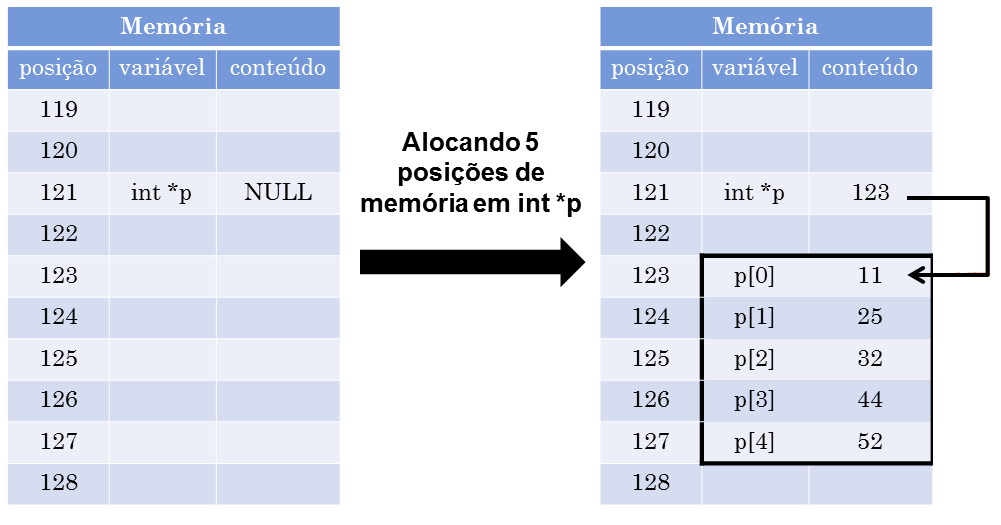 Memória
posição variável conteúdo
119
120
121 int *p NULL
122
123
124
125
126
127
128
Alocando 5
posições de
memória em int *p
Memória
posição variável conteúdo
119
120
121 int *p 123
122
123 p[0] 11
124 p[1] 25
125 p[2] 32
126 p[3] 44
127 p[4] 52
128